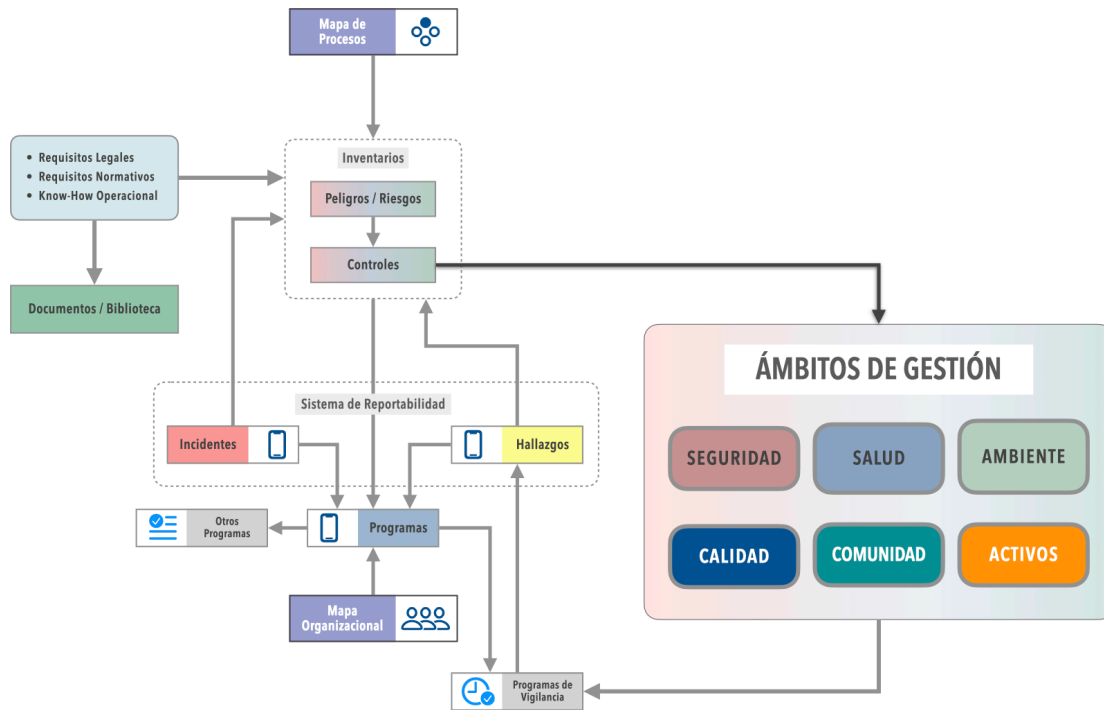 Mapa de
Procesos
• Requisitos Legales
• Requisitos Normativos
• Know-How Operacional
Inventarios
Peligros / Riesgos
Controles
Documentos / Biblioteca
ÁMBITOS DE GESTIÓN
SEGURIDAD
SALUD
AMBIENTE
CALIDAD
COMUNIDAD
ACTIVOS
Sistema de Reportabilidad
Incidentes
Hallazgos
Otros
Programas
Programas
Mapa
Organizacional
Programas de
Vigilancia